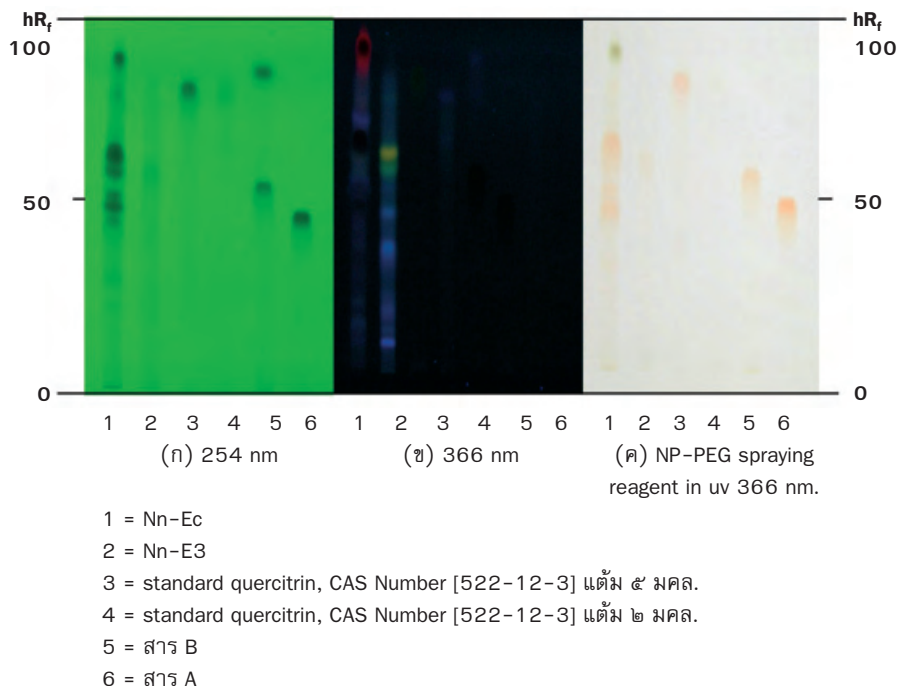 hRf hRf
100 100
50 50
0 0
1 2 3 4 5 6 1 2 3 4 5 6 1 2 3 4 5 6
(ก) 254 nm (ข) 366 nm (ค) NP-PEG spraying
reagent in uv 366 nm.
1 = Nn-Ec
2 = Nn-E3
3 = standard quercitrin, CAS Number [522-12-3] แต้ม ๕ มคล.
4 = standard quercitrin, CAS Number [522-12-3] แต้ม ๒ มคล.
5 = สาร B
6 = สาร A